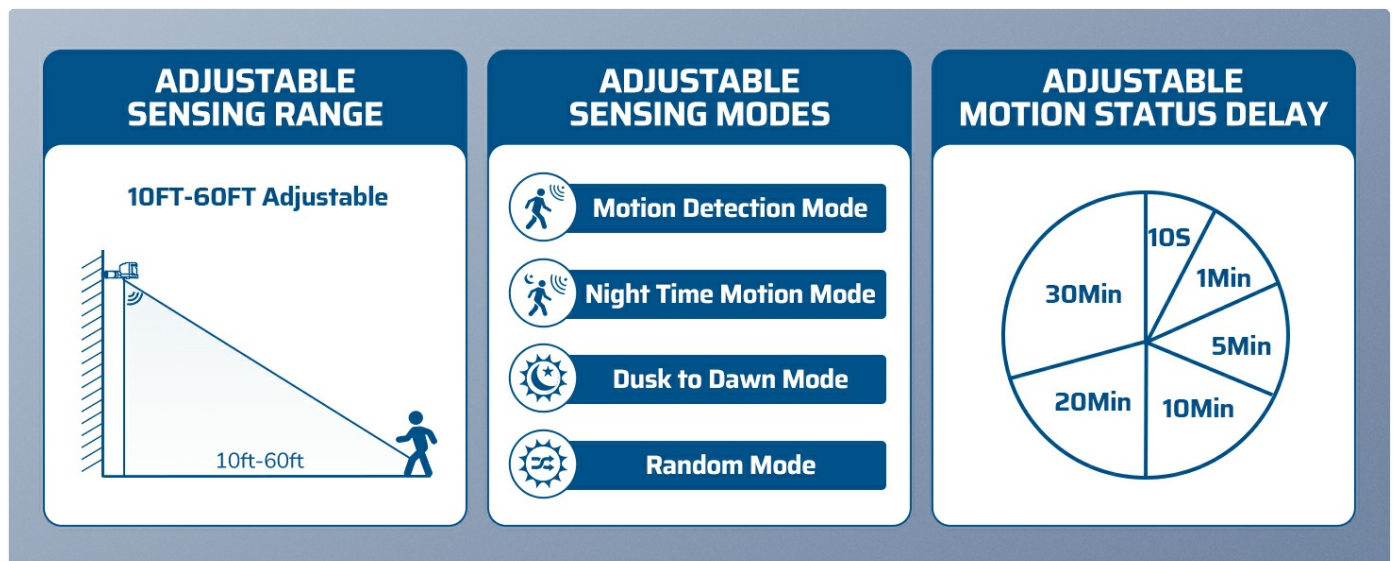 ADJUSTABLE
SENSING RANGE
10FT-60FT Adjustable
10ft-60ft
ADJUSTABLE
SENSING MODES
Motion Detection Mode
Night Time Motion Mode
Dusk to Dawn Mode
Random Mode
ADJUSTABLE
MOTION STATUS DELAY
10S
1Min
5Min
10Min
20Min
30Min